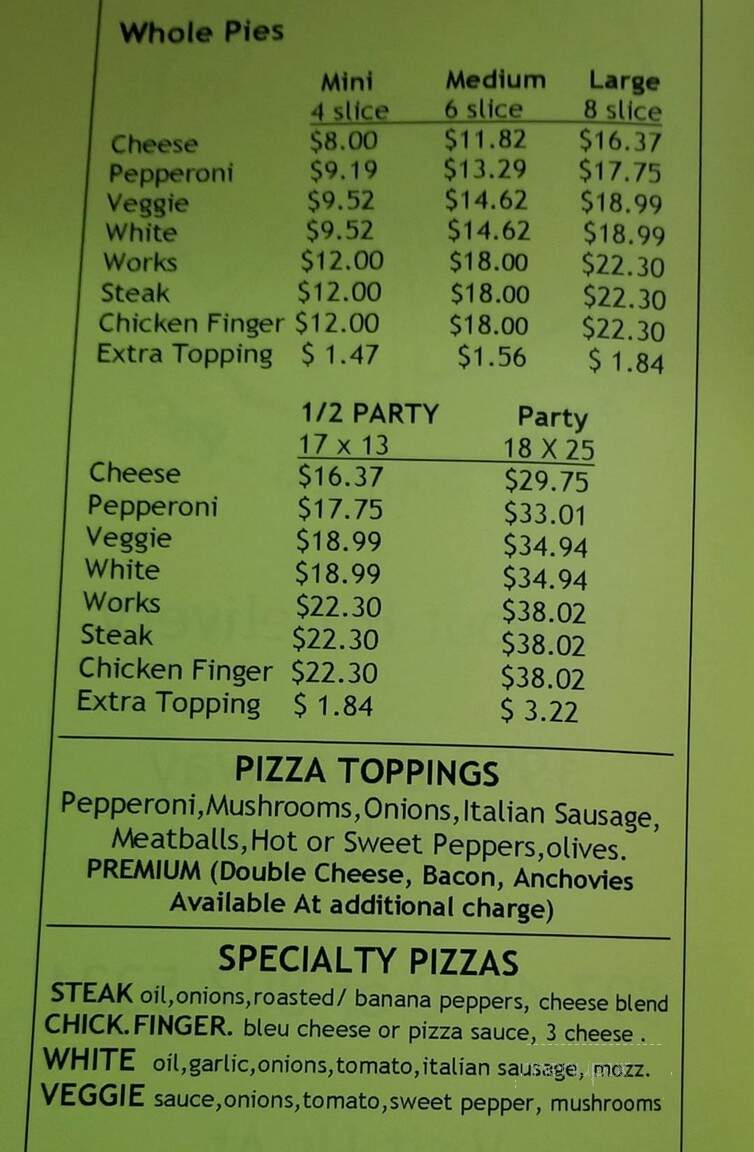 Whole Pies
Mini Medium Large
4 slice 6 slice 8 slice
Cheese $8.00 $11.82 $16.37
Pepperoni $9.19 $13.29 $17.75
Veggie $9.52 $14.62 $18.99
White $9.52 $14.62 $18.99
Works $12.00 $18.00 $22.30
Steak $12.00 $18.00 $22.30
Chicken Finger $12.00 $18.00 $22.30
Extra Topping $ 1.47 $1.56 $ 1.84
1/2 PARTY Party
17 x 13 18 X 25
Cheese $16.37 $29.75
Pepperoni $17.75 $33.01
Veggie $18.99 $34.94
White $18.99 $34.94
Works $22.30 $38.02
Steak $22.30 $38.02
Chicken Finger $22.30 $38.02
Extra Topping $ 1.84 $ 3.22
PIZZA TOPPINGS
Pepperoni,Mushrooms,Onions,Italian Sausage,
Meatballs,Hot or Sweet Peppers,olives.
PREMIUM (Double Cheese, Bacon, Anchovies
Available At additional charge)
SPECIALTY PIZZAS
STEAK oil,onions,roasted/ banana peppers, cheese blend
CHICK.FINGER. bleu cheese or pizza sauce, 3 cheese .
WHITE oil,garlic,onions,tomato,italian sausage, mozz.
VEGGIE sauce,onions,tomato,sweet pepper, mushrooms